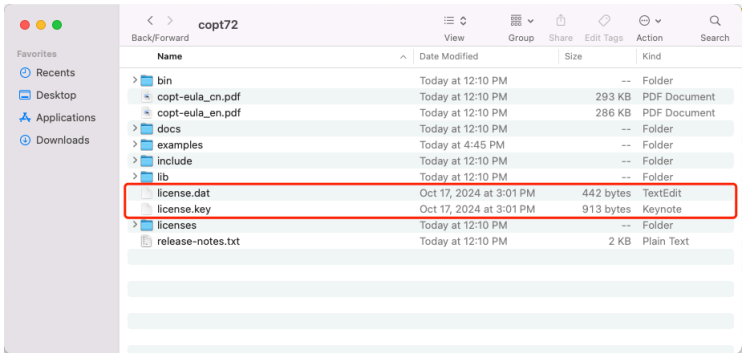 copt72
Back/Forward View Group Share Edit Tags Action Search
Favorites
Recents
Desktop
Applications
Downloads
Name Date Modified Size Kind
bin Today at 12:10 PM -- Folder
copt-eula_cn.pdf Today at 12:10 PM 293 KB PDF Document
copt-eula_en.pdf Today at 12:10 PM 286 KB PDF Document
docs Today at 12:10 PM -- Folder
examples Today at 4:45 PM -- Folder
include Today at 12:10 PM -- Folder
lib Today at 12:10 PM -- Folder
license.dat Oct 17, 2024 at 3:01 PM 442 bytes TextEdit
license.key Oct 17, 2024 at 3:01 PM 913 bytes Keynote
licenses Today at 12:10 PM -- Folder
release-notes.txt Today at 12:10 PM 2 KB Plain Text